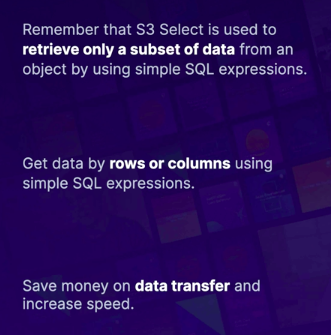 Remember that S3 Select is used to
retrieve only a subset of data from an
object by using simple SQL expressions.
Get data by rows or columns using
simple SQL expressions.
Save money on data transfer and
increase speed.